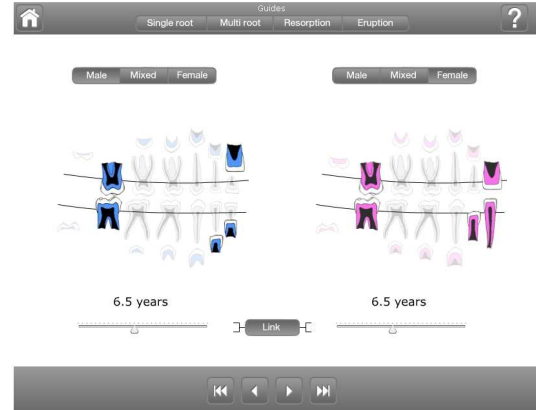 Guides
Single root Multi root Resorption Eruption
?
Male Mixed Female
Male Mixed Female
6.5 years
6.5 years
Link